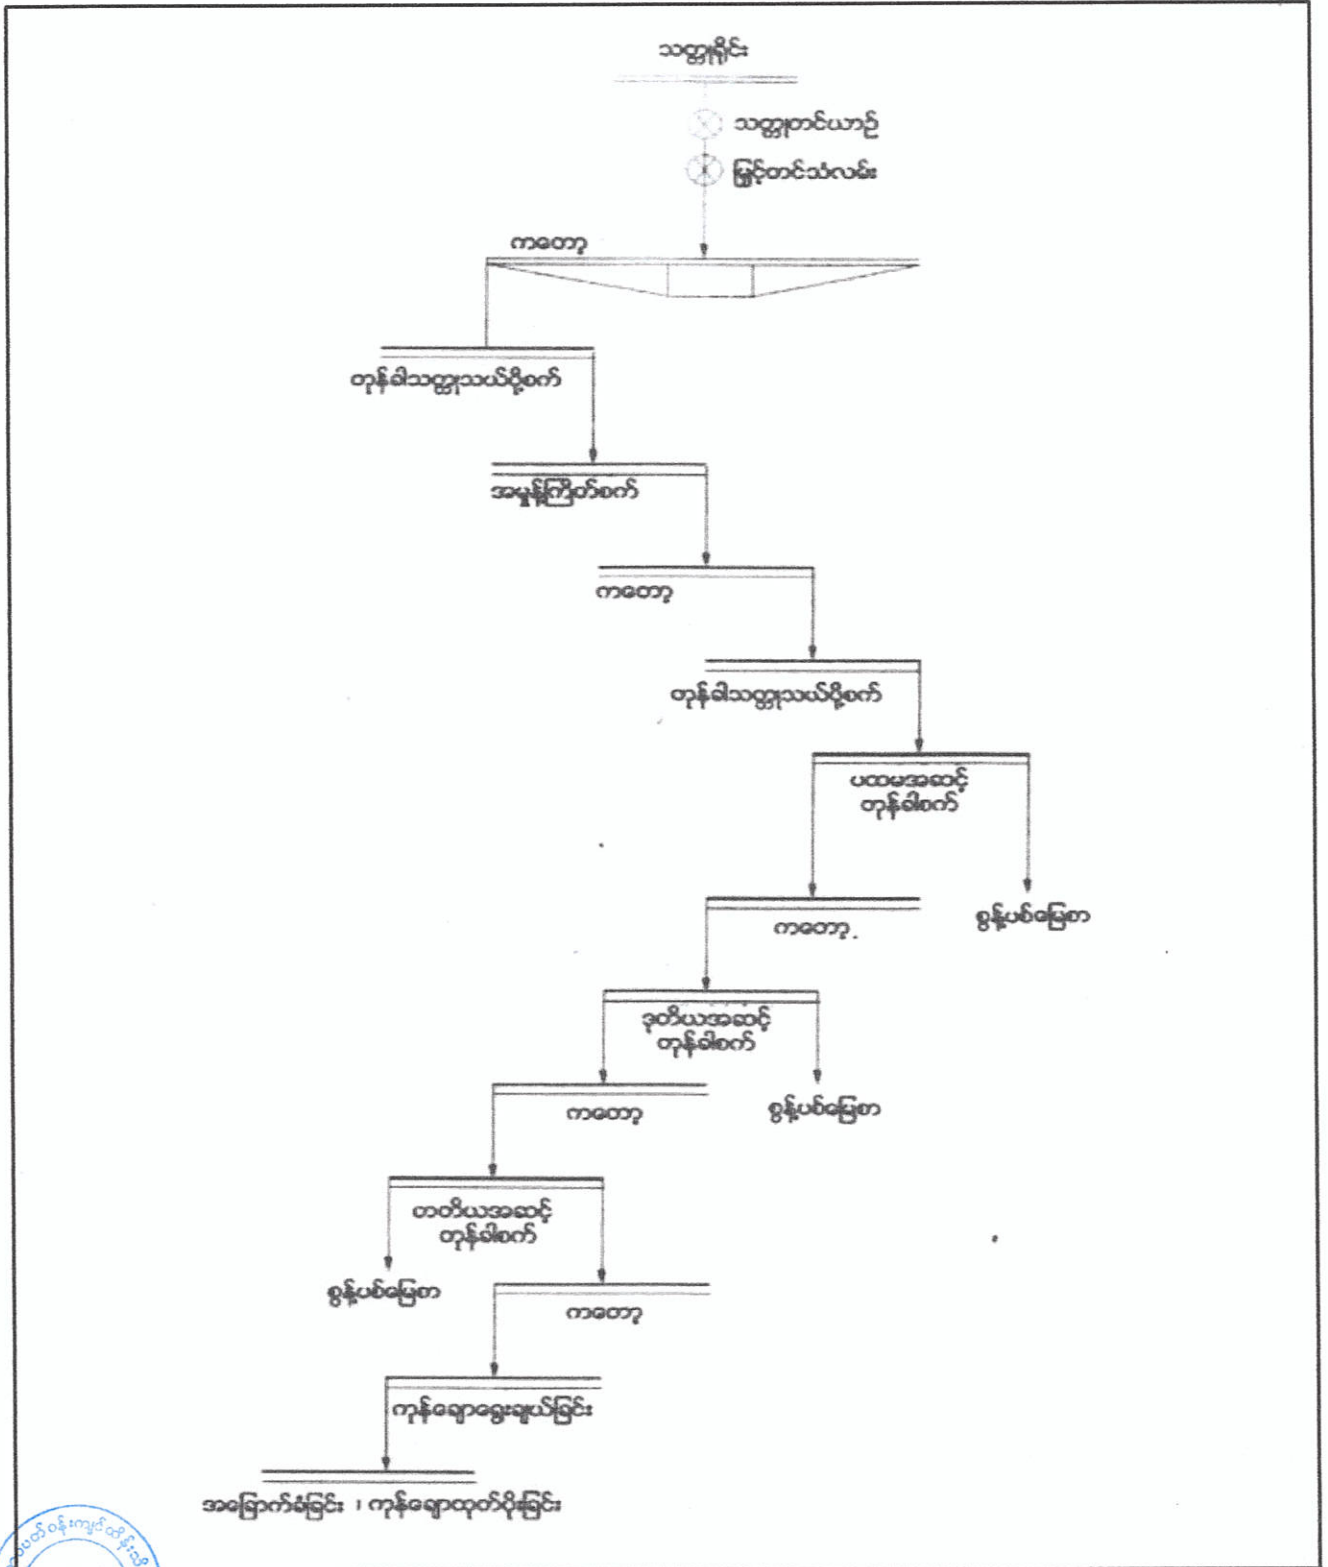 သတ္တုရိုင်း
သတ္တုတင်ယာဉ်
မြှင့်တင်သံလမ်း
ကတော့
တုန်ခါသတ္တုသယ်ပို့စက်
အမှုန့်ကြိတ်စက်
ကတော့
တုန်ခါသတ္တုသယ်ပို့စက်
ပထမအဆင့်
တုန်ခါစက်
ကတော့
စွန့်ပစ်မြေစာ
ဒုတိယအဆင့်
တုန်ခါစက်
ကတော့
စွန့်ပစ်မြေစာ
တတိယအဆင့်
တုန်ခါစက်
စွန့်ပစ်မြေစာ
ကတော့
ကုန်ချောရွေးချယ်ခြင်း
အခြောက်ခံခြင်း ၊ ကုန်ချောထုတ်ပိုးခြင်း